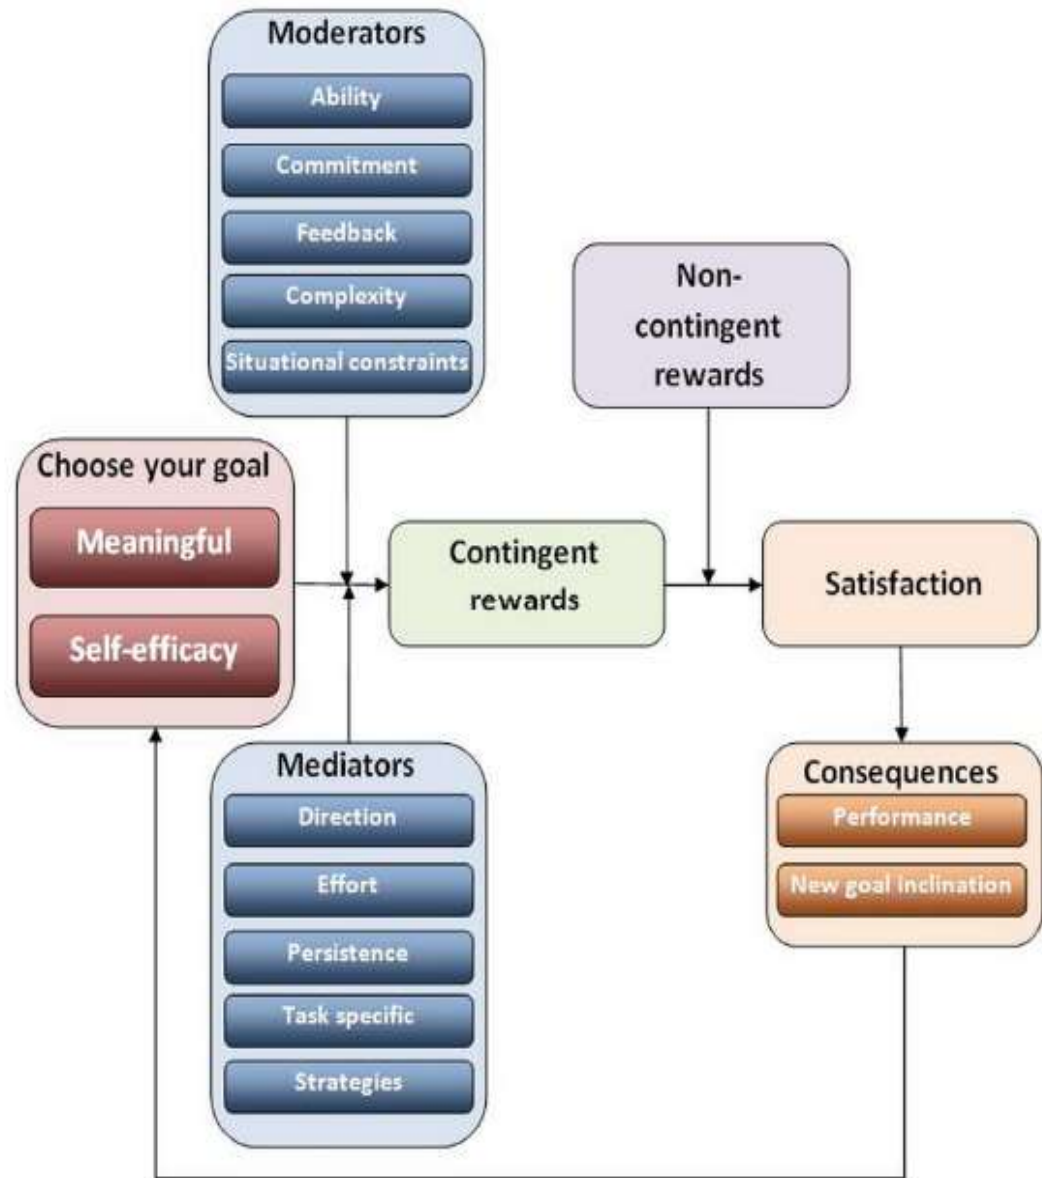 Moderators
Ability
Commitment
Feedback
Complexity
Situational constraints
Non-
contingent
rewards
Choose your goal
Meaningful
Self-efficacy
Contingent
rewards
Satisfaction
Mediators
Direction
Effort
Persistence
Task specific
Strategies
Consequences
Performance
New goal inclination